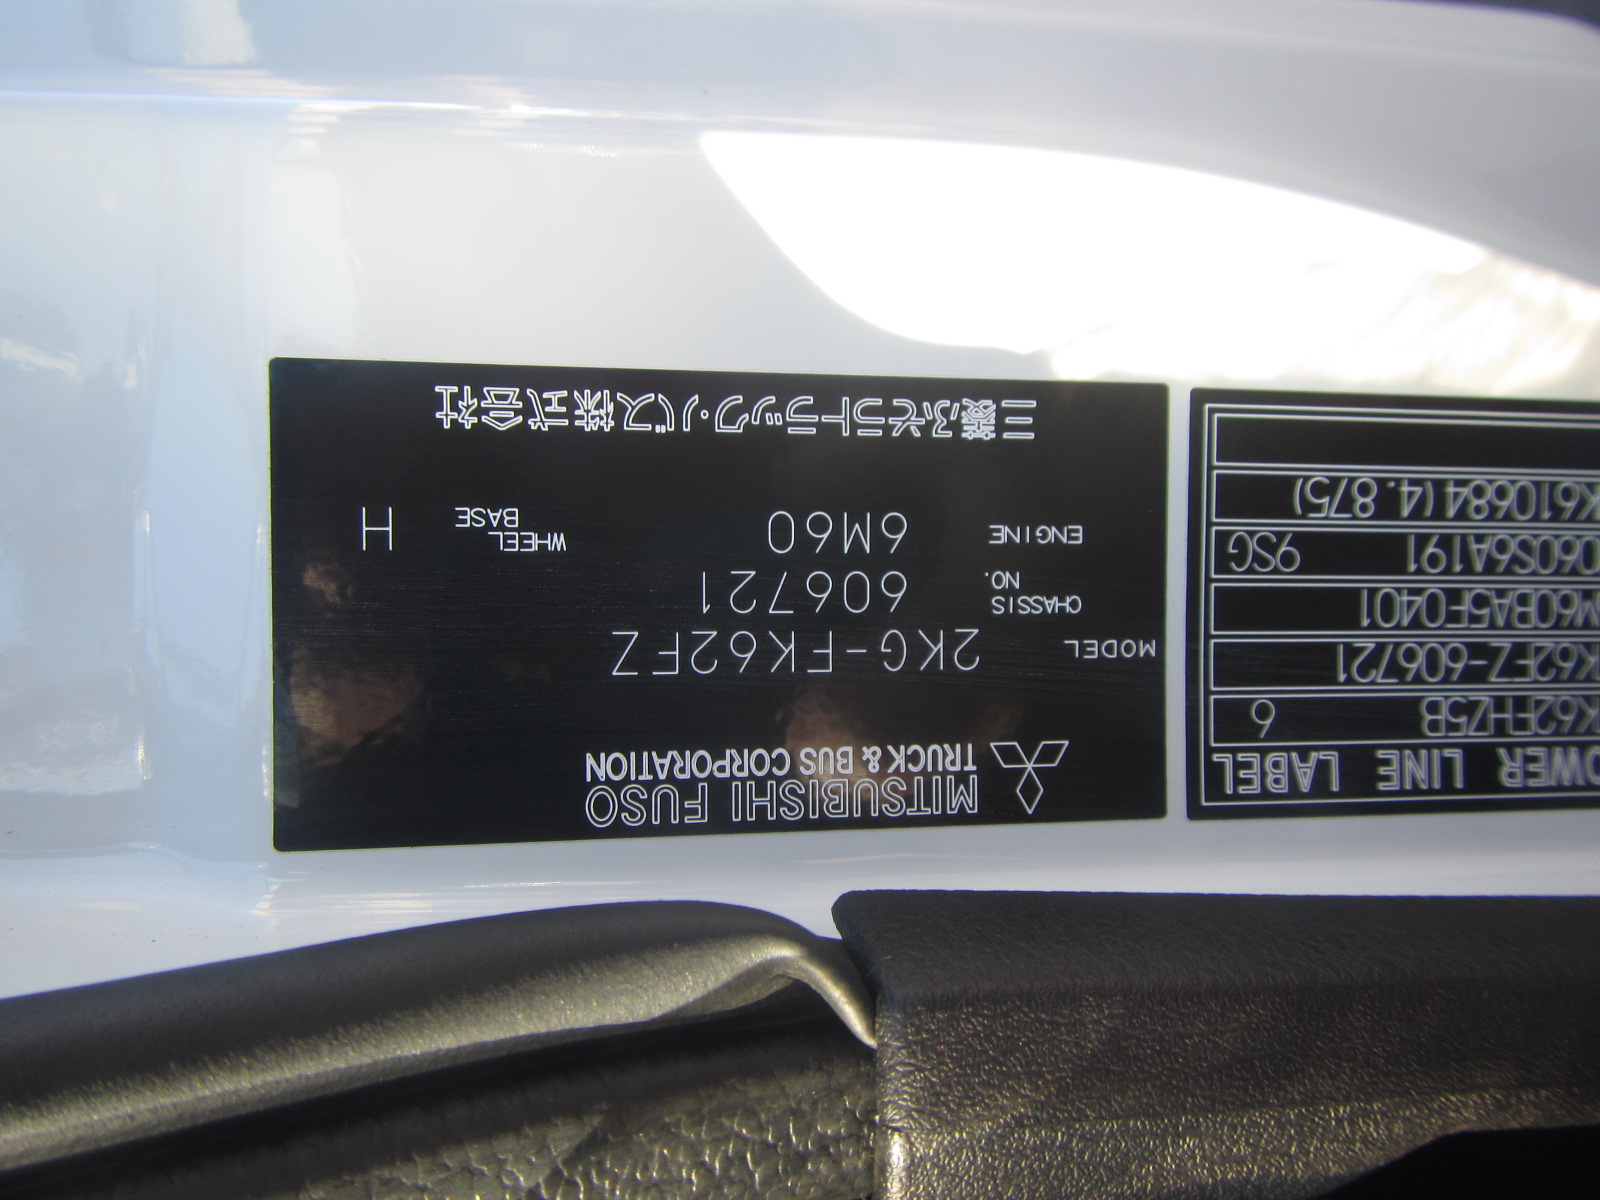 MITSUBISHI FUSO
TRUCK & BUS CORPORATION
MODEL 2KG-FK62FZ
CHASSIS NO. 606721
ENGINE 6M60 WHEEL BASE H
三菱ふそうトラック・バス株式会社
OWER LINE LABEL
K62FHZ5B 6
K62FZ-606721
M60BA5F0401
060S6A191 9SG
K610684(4.875)